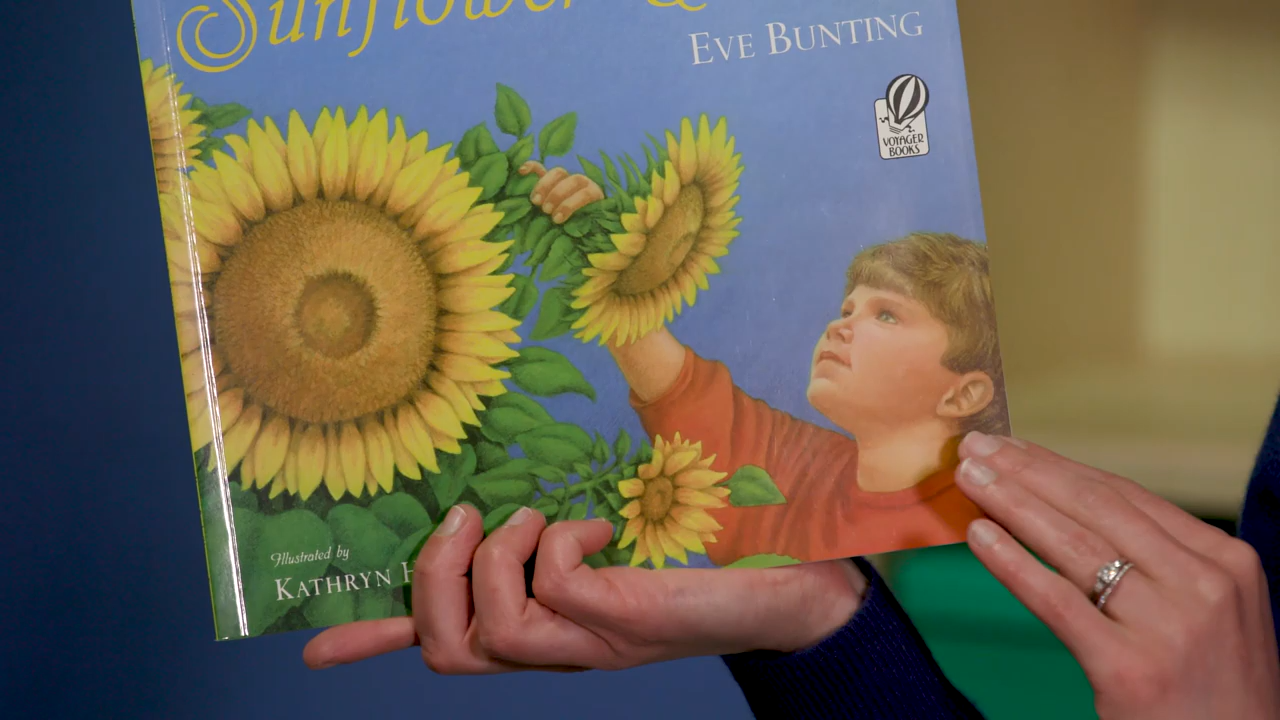 Sunflower
EVE BUNTING
VOYAGER
BOOKS
Illustrated by
KATHRYN